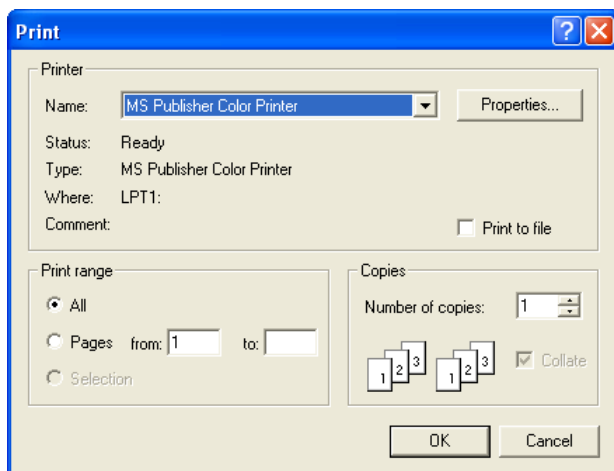 Print
Printer
Name: MS Publisher Color Printer Properties...
Status: Ready
Type: MS Publisher Color Printer
Where: LPT1:
Comment: Print to file
Print range
All
Pages from: 1 to:
Selection
Copies
Number of copies: 1
1 2 3 1 2 3 Collate
OK Cancel